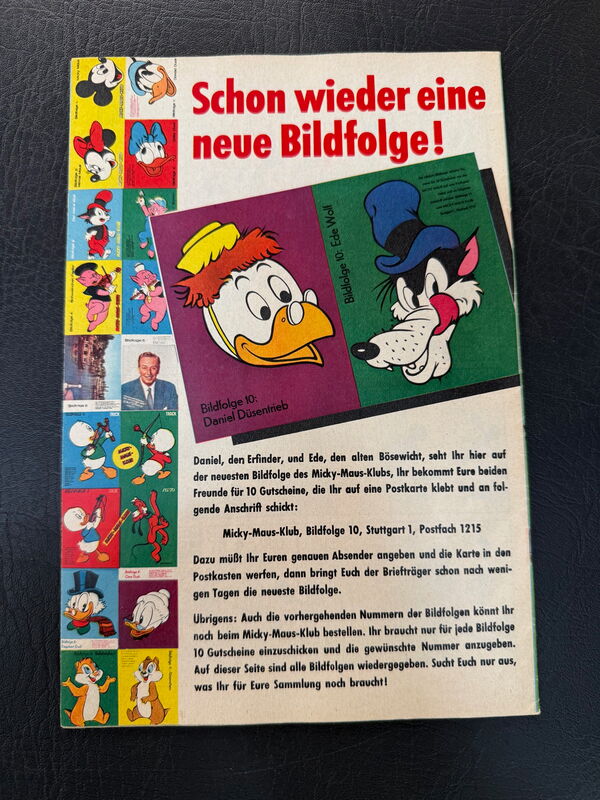 Schon wieder eine
neue Bildfolge!
Bildfolge 10: Ede Wolf
Bildfolge 10:
Daniel Düsentrieb
TRICK
TRACK
Daniel, den Erfinder, und Ede, den alten Bösewicht, seht Ihr hier auf
der neuesten Bildfolge des Micky-Maus-Klubs, Ihr bekommt Eure beiden
Freunde für 10 Gutscheine, die Ihr auf eine Postkarte klebt und an fol-
gende Anschrift schickt:
Micky-Maus-Klub, Bildfolge 10, Stuttgart 1, Postfach 1215
Dazu müßt Ihr Euren genauen Absender angeben und die Karte in den
Postkasten werfen, dann bringt Euch der Briefträger schon nach weni-
gen Tagen die neueste Bildfolge.
Übrigens: Auch die vorhergehenden Nummern der Bildfolgen könnt Ihr
noch beim Micky-Maus-Klub bestellen. Ihr braucht nur für jede Bildfolge
10 Gutscheine einzuschicken und die gewünschte Nummer anzugeben.
Auf dieser Seite sind alle Bildfolgen wiedergegeben. Sucht Euch nur aus,
was Ihr für Eure Sammlung noch braucht!